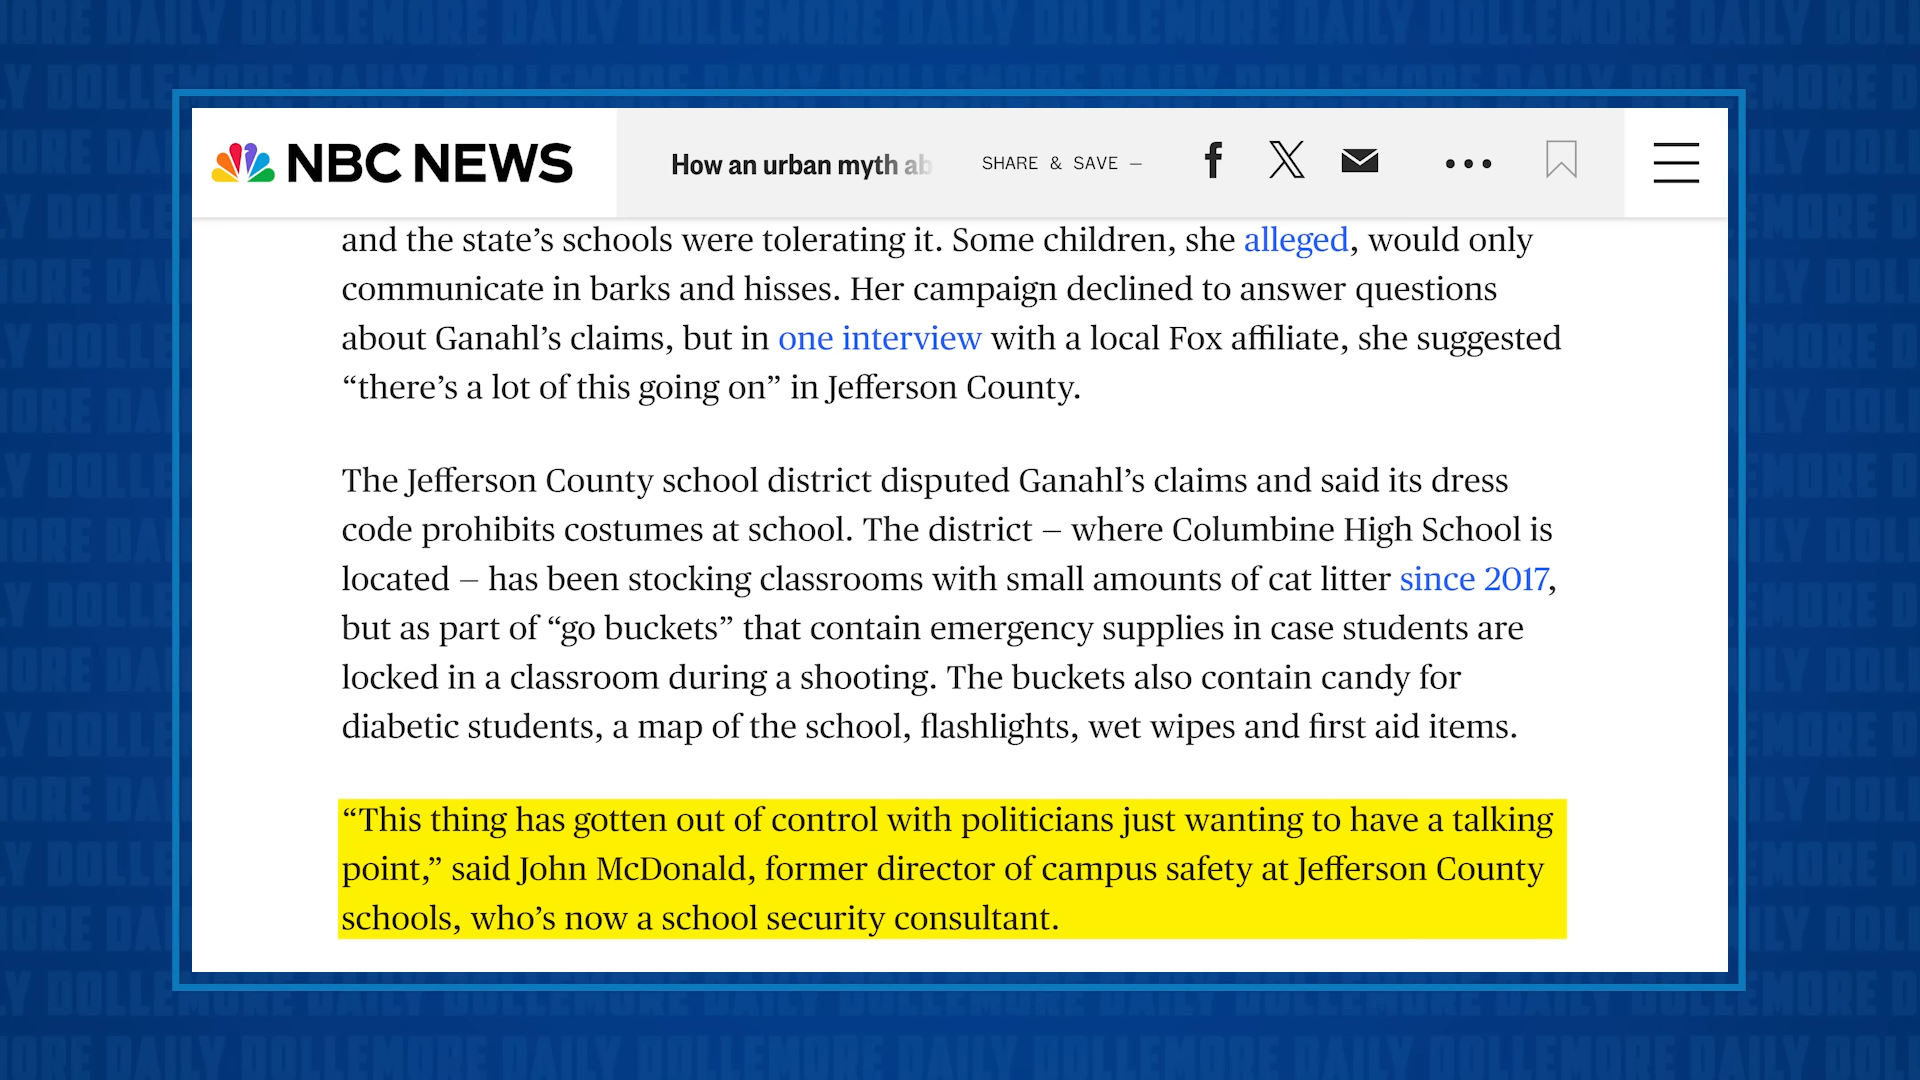 NBC NEWS
How an urban myth ab
SHARE & SAVE —
and the state’s schools were tolerating it. Some children, she alleged, would only
communicate in barks and hisses. Her campaign declined to answer questions
about Ganahl’s claims, but in one interview with a local Fox affiliate, she suggested
“there’s a lot of this going on” in Jefferson County.
The Jefferson County school district disputed Ganahl’s claims and said its dress
code prohibits costumes at school. The district — where Columbine High School is
located — has been stocking classrooms with small amounts of cat litter since 2017,
but as part of “go buckets” that contain emergency supplies in case students are
locked in a classroom during a shooting. The buckets also contain candy for
diabetic students, a map of the school, flashlights, wet wipes and first aid items.
“This thing has gotten out of control with politicians just wanting to have a talking
point,” said John McDonald, former director of campus safety at Jefferson County
schools, who’s now a school security consultant.